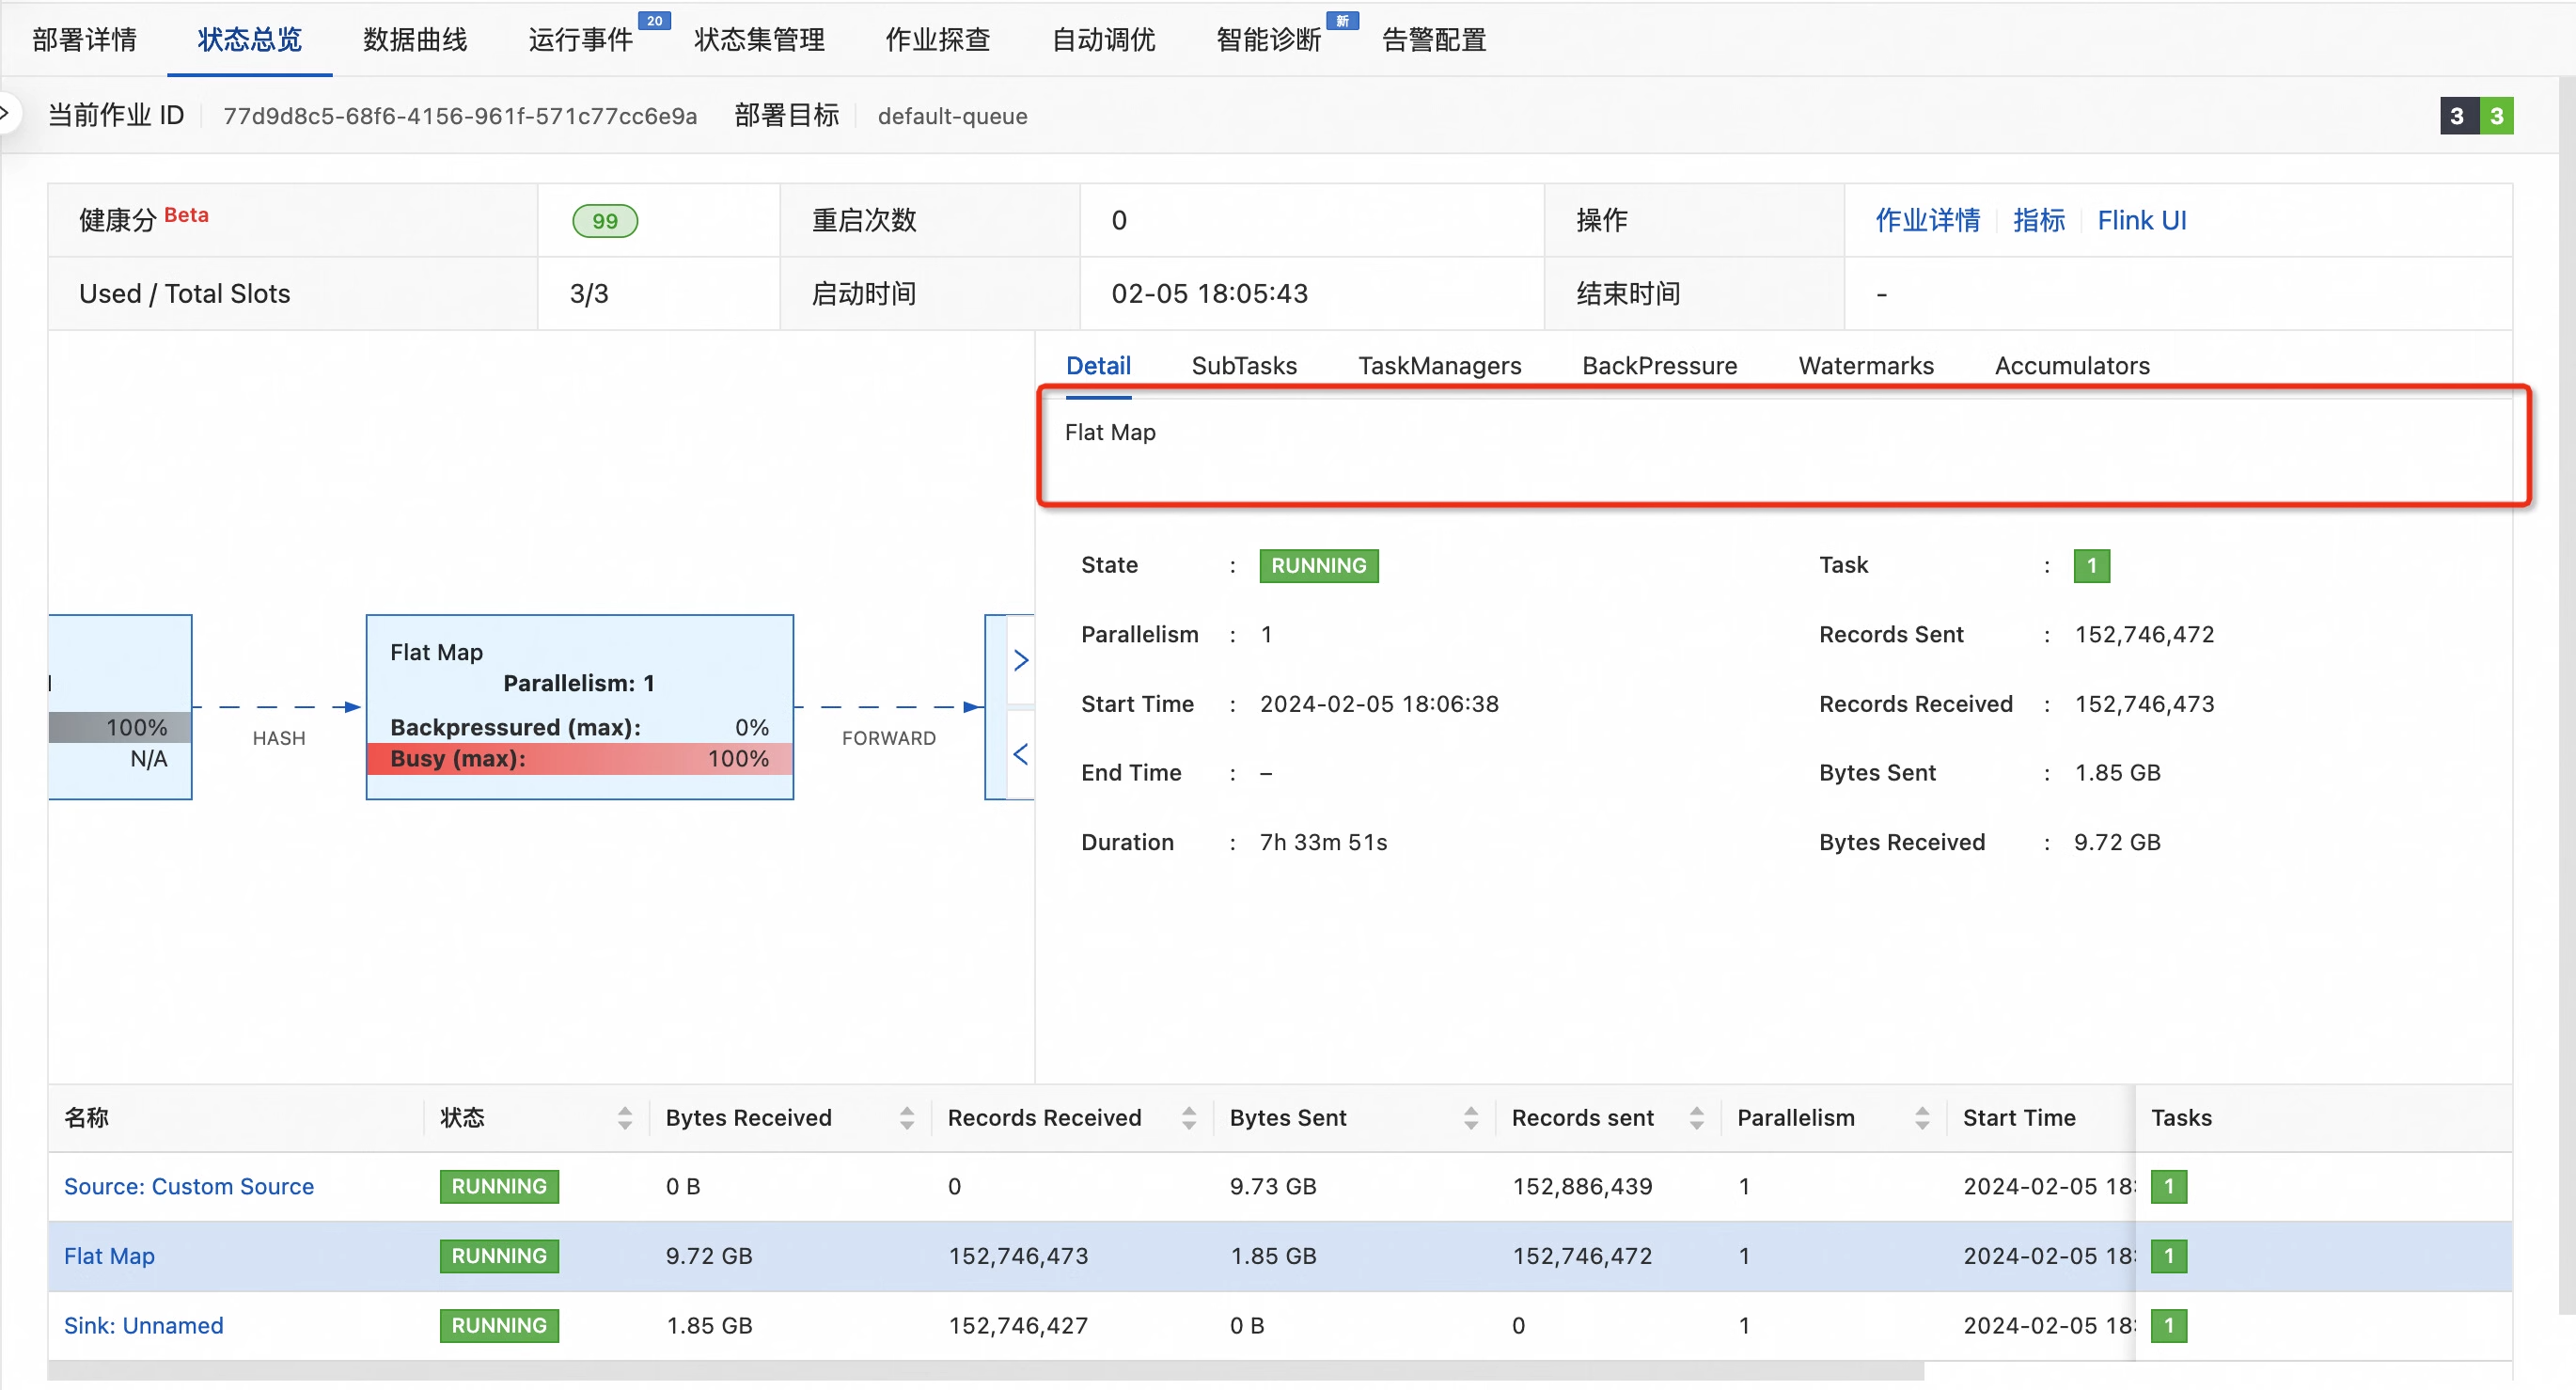 部署详情 状态总览 数据曲线 运行事件 20 状态集管理 作业探查 自动调优 智能诊断 新 告警配置
当前作业 ID 77d9d8c5-68f6-4156-961f-571c77cc6e9a 部署目标 default-queue 3 3
健康分 Beta 99 重启次数 0 操作 作业详情 指标 Flink UI
Used / Total Slots 3/3 启动时间 02-05 18:05:43 结束时间 -
Detail SubTasks TaskManagers BackPressure Watermarks Accumulators
Flat Map
State : RUNNING Task : 1
Parallelism : 1 Records Sent : 152,746,472
Start Time : 2024-02-05 18:06:38 Records Received : 152,746,473
End Time : – Bytes Sent : 1.85 GB
Duration : 7h 33m 51s Bytes Received : 9.72 GB
100%
N/A
HASH
Flat Map
Parallelism: 1
Backpressured (max): 0%
Busy (max): 100%
FORWARD
名称 状态 Bytes Received Records Received Bytes Sent Records sent Parallelism Start Time Tasks
Source: Custom Source RUNNING 0 B 0 9.73 GB 152,886,439 1 2024-02-05 18: 1
Flat Map RUNNING 9.72 GB 152,746,473 1.85 GB 152,746,472 1 2024-02-05 18: 1
Sink: Unnamed RUNNING 1.85 GB 152,746,427 0 B 0 1 2024-02-05 18: 1